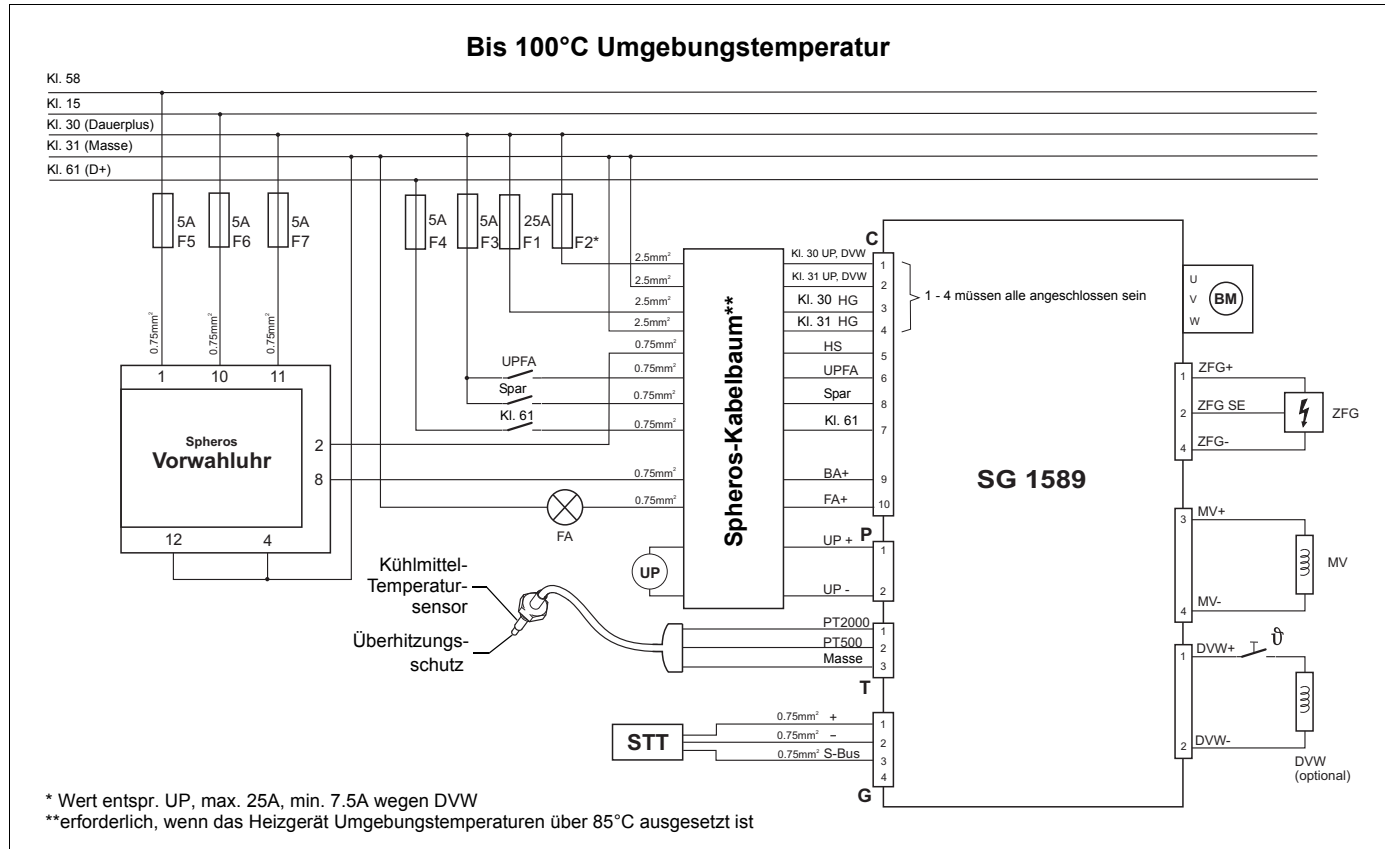 Bis 100°C Umgebungstemperatur
Kl. 58
Kl. 15
Kl. 30 (Dauerplus)
Kl. 31 (Masse)
Kl. 61 (D+)
5A
F5
5A
F6
5A
F7
5A
F4
5A
F3
25A
F1
F2*
0.75mm²
0.75mm²
0.75mm²
1
10
11
Spheros
Vorwahluhr
2
8
12
4
UPFA
Spar
Kl. 61
FA
UP
2.5mm²
2.5mm²
2.5mm²
2.5mm²
0.75mm²
0.75mm²
0.75mm²
0.75mm²
0.75mm²
0.75mm²
Spheros-Kabelbaum**
C
Kl. 30 UP, DVW
1
Kl. 31 UP, DVW
2
Kl. 30 HG
3
Kl. 31 HG
4
HS
5
UPFA
6
Spar
8
Kl. 61
7
BA+
9
FA+
10
1 - 4 müssen alle angeschlossen sein
P
UP +
1
UP -
2
Kühlmittel-
Temperatur-
sensor
Überhitzungs-
schutz
PT2000
1
PT500
2
Masse
3
T
STT
0.75mm² +
1
0.75mm² −
2
0.75mm² S-Bus
3
4
G
SG 1589
U
V
W
BM
1
ZFG+
2
ZFG SE
4
ZFG-
ZFG
3
MV+
4
MV-
MV
1
DVW+
ϑ
2
DVW-
DVW
(optional)
* Wert entspr. UP, max. 25A, min. 7.5A wegen DVW
**erforderlich, wenn das Heizgerät Umgebungstemperaturen über 85°C ausgesetzt ist